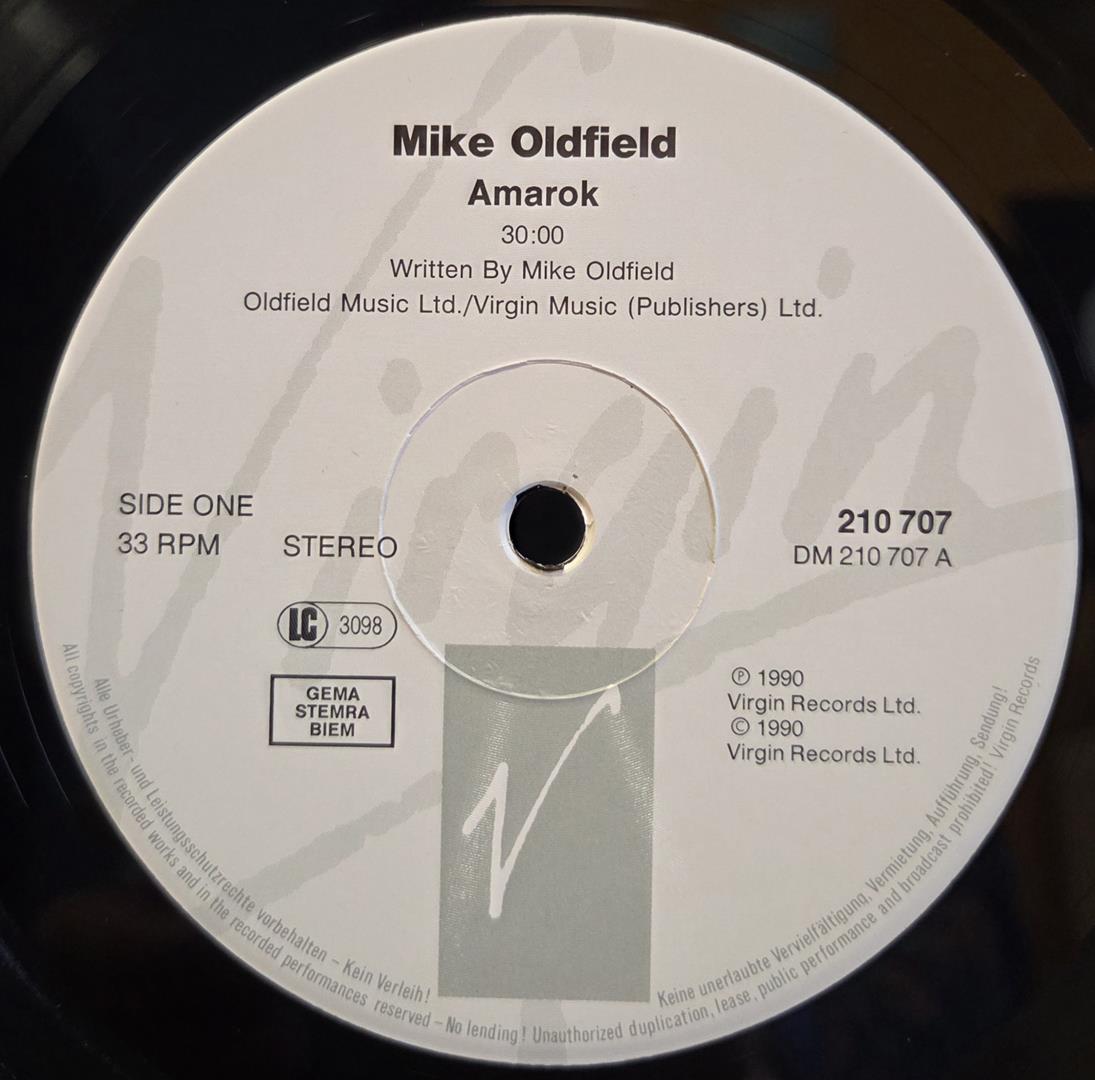 Mike Oldfield
Amarok
30:00
Written By Mike Oldfield
Oldfield Music Ltd./Virgin Music (Publishers) Ltd.
Virgin
SIDE ONE
33 RPM
STEREO
210 707
DM 210 707 A
LC 3098
GEMA
STEMRA
BIEM
℗ 1990
Virgin Records Ltd.
© 1990
Virgin Records Ltd.
V
Alle Urheber- und Leistungsschutzrechte vorbehalten – Kein Verleih! Keine unerlaubte Vervielfältigung, Vermietung, Aufführung, Sendung!
All copyrights in the recorded works and in the recorded performances reserved – No lending! Unauthorized duplication, lease, public performance and broadcast prohibited! Virgin Records